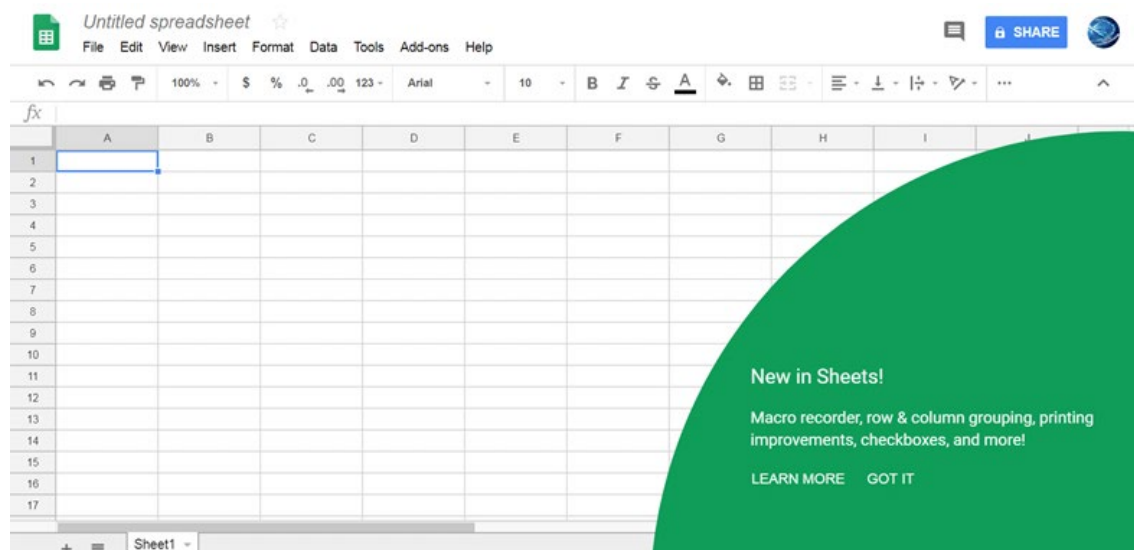 Untitled spreadsheet
File Edit View Insert Format Data Tools Add-ons Help
SHARE
100% $ % .0 .00 123 Arial 10 B I S A ...
fx
A B C D E F G H I J
1
2
3
4
5
6
7
8
9
10
11
12
13
14
15
16
17
New in Sheets!
Macro recorder, row & column grouping, printing
improvements, checkboxes, and more!
LEARN MORE GOT IT
Sheet1